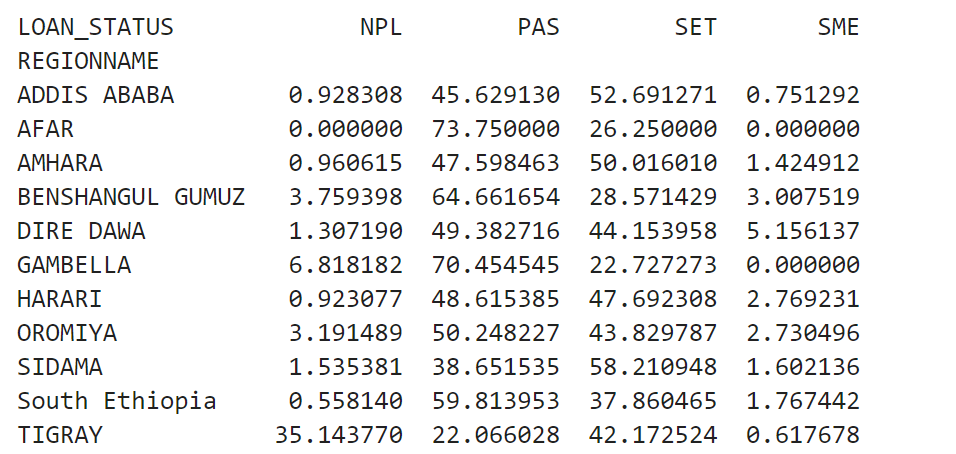 LOAN_STATUS NPL PAS SET SME
REGIONNAME
ADDIS ABABA 0.928308 45.629130 52.691271 0.751292
AFAR 0.000000 73.750000 26.250000 0.000000
AMHARA 0.960615 47.598463 50.016010 1.424912
BENSHANGUL GUMUZ 3.759398 64.661654 28.571429 3.007519
DIRE DAWA 1.307190 49.382716 44.153958 5.156137
GAMBELLA 6.818182 70.454545 22.727273 0.000000
HARARI 0.923077 48.615385 47.692308 2.769231
OROMIYA 3.191489 50.248227 43.829787 2.730496
SIDAMA 1.535381 38.651535 58.210948 1.602136
South Ethiopia 0.558140 59.813953 37.860465 1.767442
TIGRAY 35.143770 22.066028 42.172524 0.617678